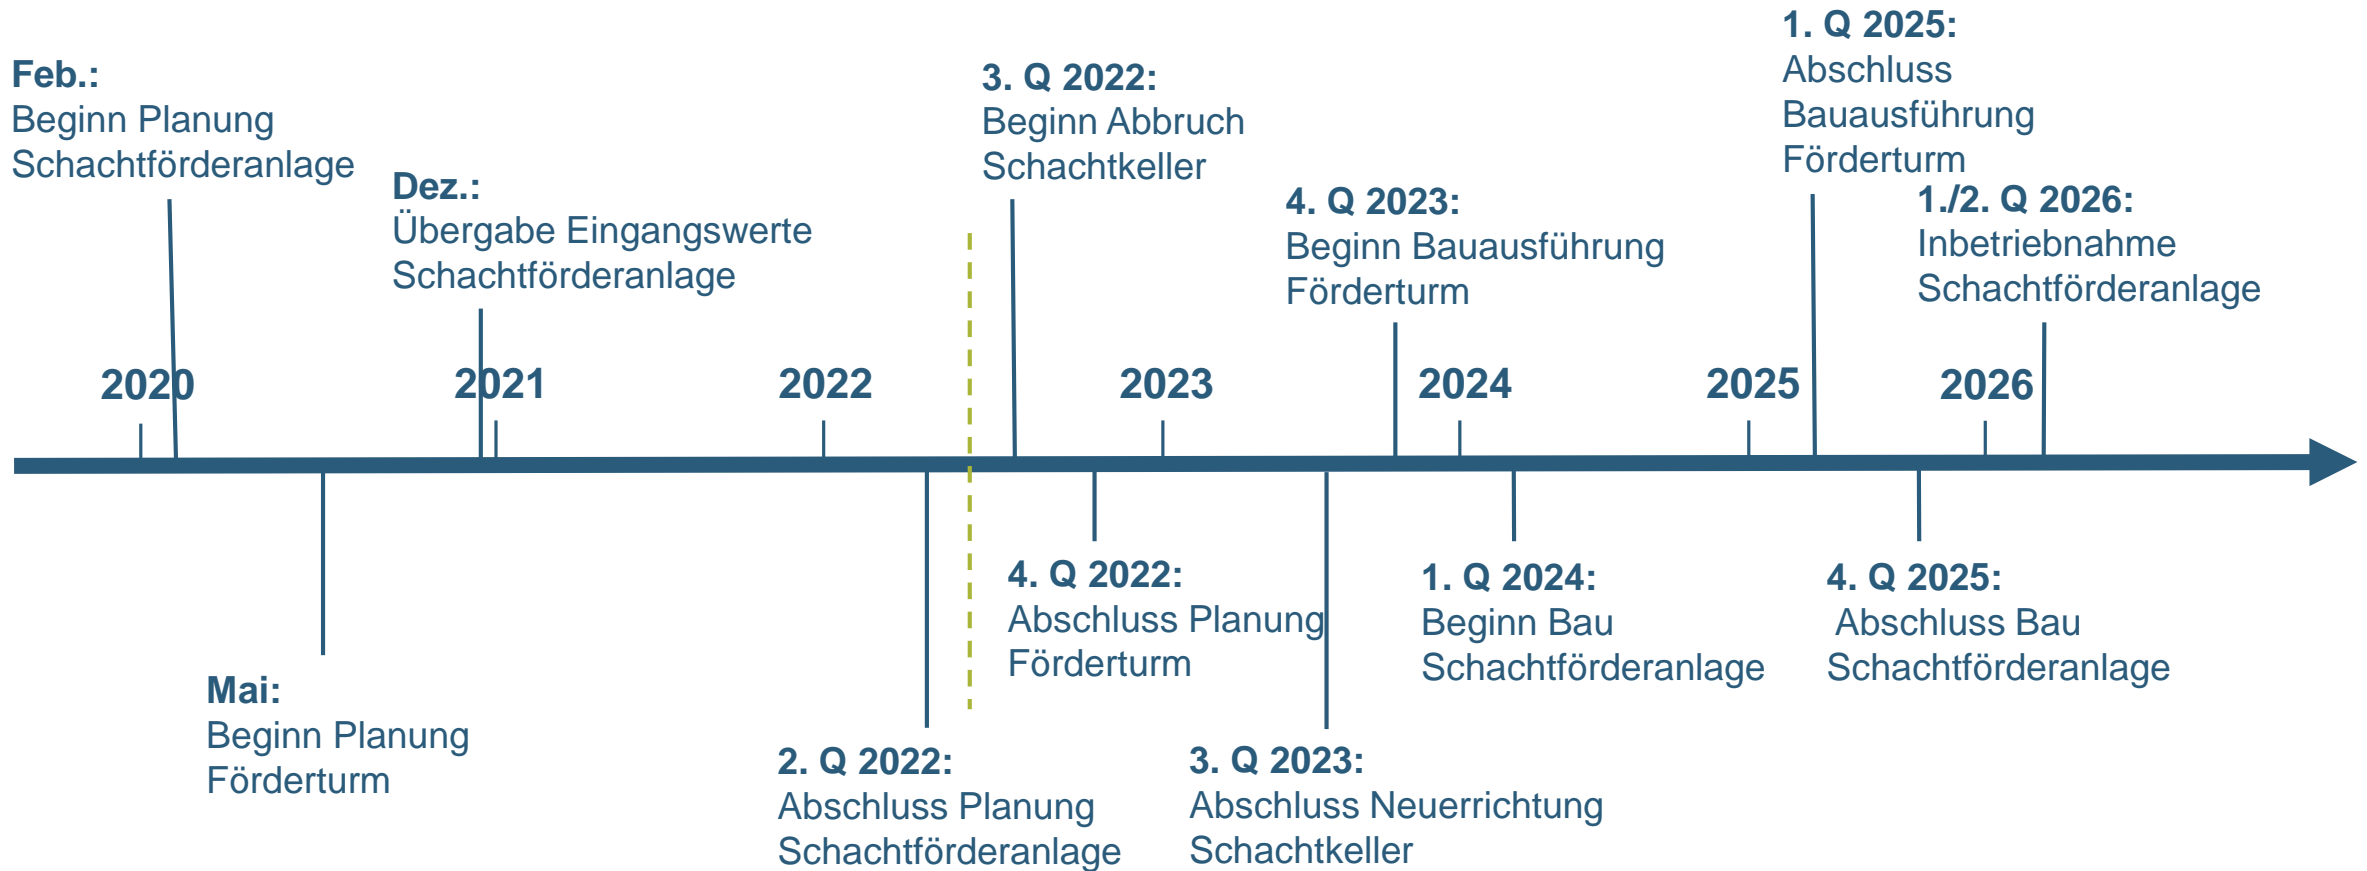 Feb.:
Beginn Planung
Schachtförderanlage
Dez.:
Übergabe Eingangswerte
Schachtförderanlage
3. Q 2022:
Beginn Abbruch
Schachtkeller
4. Q 2023:
Beginn Bauausführung
Förderturm
1. Q 2025:
Abschluss
Bauausführung
Förderturm
1./2. Q 2026:
Inbetriebnahme
Schachtförderanlage
2020 2021 2022 2023 2024 2025 2026
Mai:
Beginn Planung
Förderturm
2. Q 2022:
Abschluss Planung
Schachtförderanlage
4. Q 2022:
Abschluss Planung
Förderturm
3. Q 2023:
Abschluss Neuerrichtung
Schachtkeller
1. Q 2024:
Beginn Bau
Schachtförderanlage
4. Q 2025:
Abschluss Bau
Schachtförderanlage